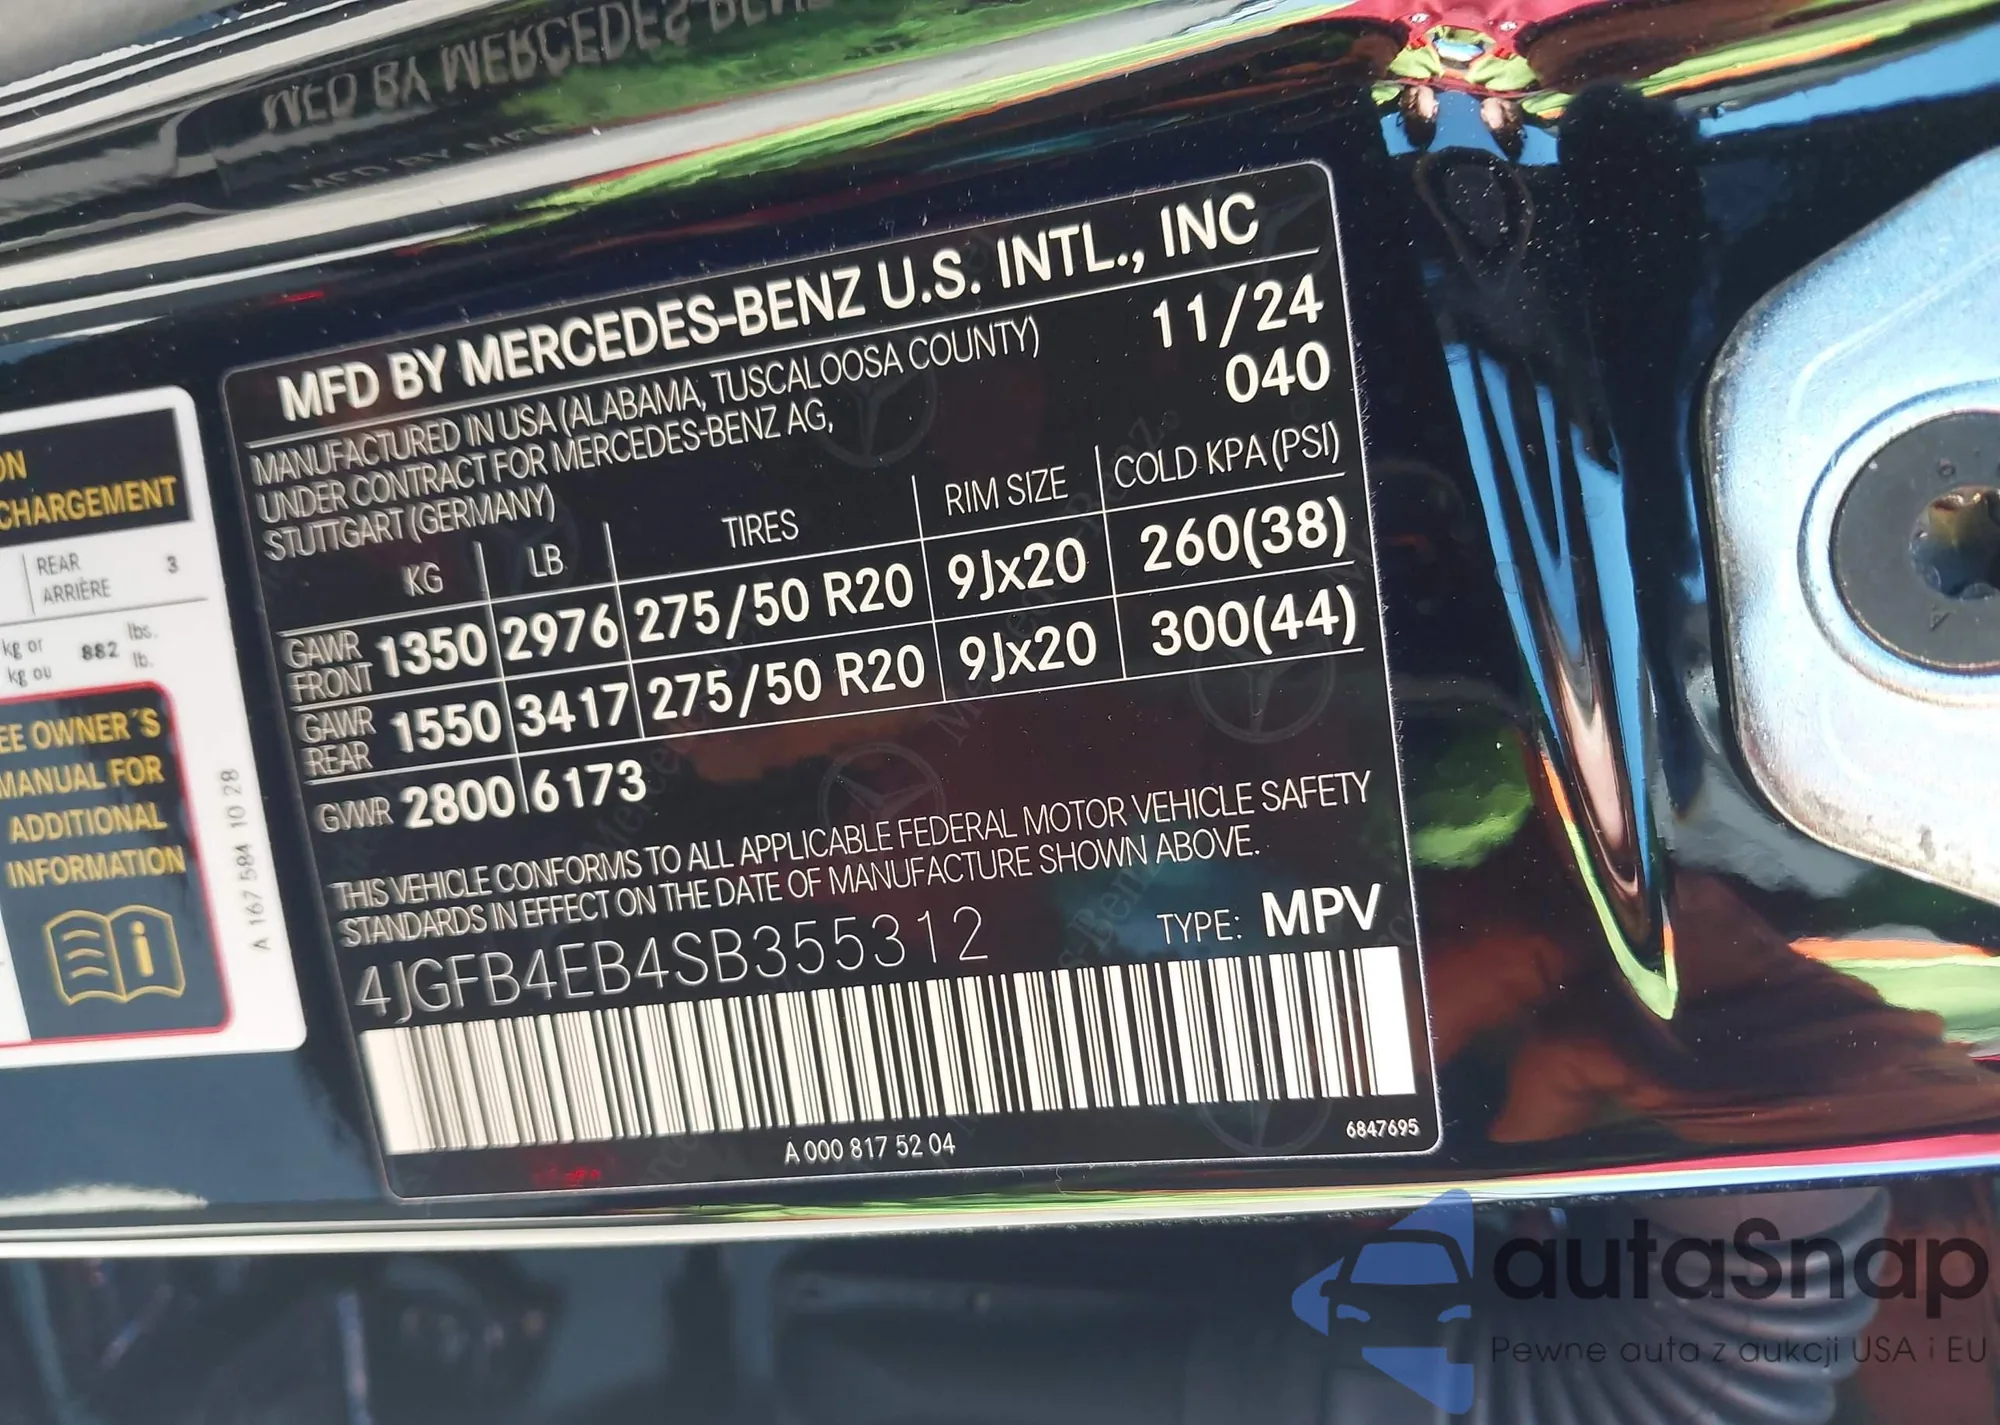 MFD BY MERCEDES-BENZ
MFD BY MER
ON
CHARGEMENT
REAR 3
ARRIÈRE
kg or 882 lbs.
kg ou lb.
EE OWNER´S
MANUAL FOR
ADDITIONAL
INFORMATION
i
A 167 584 10 28
MFD BY MERCEDES-BENZ U.S. INTL., INC
MANUFACTURED IN USA (ALABAMA, TUSCALOOSA COUNTY) 11/24
UNDER CONTRACT FOR MERCEDES-BENZ AG, 040
STUTTGART (GERMANY)
KG LB TIRES RIM SIZE COLD KPA (PSI)
GAWR FRONT 1350 2976 275/50 R20 9Jx20 260(38)
GAWR REAR 1550 3417 275/50 R20 9Jx20 300(44)
GVWR 2800 6173
THIS VEHICLE CONFORMS TO ALL APPLICABLE FEDERAL MOTOR VEHICLE SAFETY
STANDARDS IN EFFECT ON THE DATE OF MANUFACTURE SHOWN ABOVE.
4JGFB4EB4SB355312 TYPE: MPV
A 000 817 52 04 6847695
autaSnap
Pewne auta z aukcji USA i EU